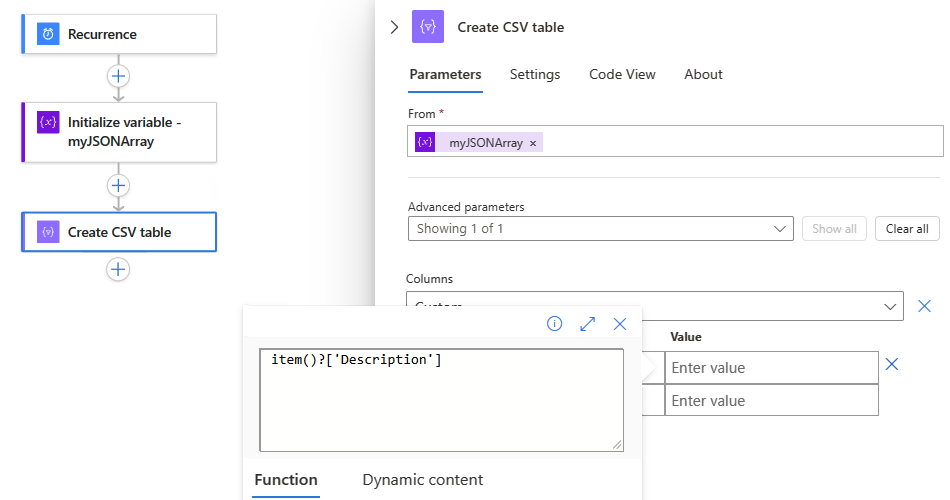 Recurrence
Initialize variable -
myJSONArray
Create CSV table
Create CSV table
Parameters Settings Code View About
From *
myJSONArray ×
Advanced parameters
Showing 1 of 1 Show all Clear all
Columns
Custom
Value
Enter value
Enter value
item()?['Description']
Function Dynamic content